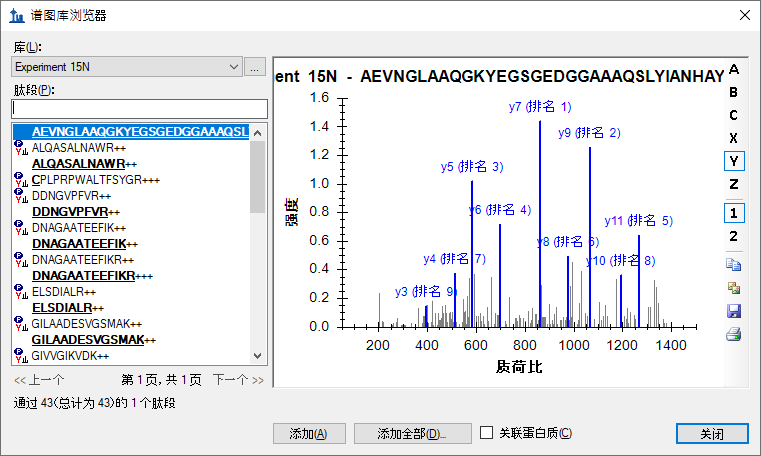 谱图库浏览器
库(L):
Experiment 15N
...
肽段(P):
AEVNGLAAQGKYEGSGEDGGAAAQSL
ALQASALNAWR++
ALQASALNAWR++
CPLPRPWALTFSYGR+++
DDNGVPFVR++
DDNGVPFVR++
DNAGAATEEFIK++
DNAGAATEEFIK++
DNAGAATEEFIKR++
DNAGAATEEFIKR+++
ELSDIALR++
ELSDIALR++
GILAADESVGSMAK++
GILAADESVGSMAK++
GIVVGIKVDK++
<< 上一个
第 1 页, 共 1 页
下一个 >>
通过 43(总计为 43)的 1 个肽段
ent 15N - AEVNGLAAQGKYEGSGEDGGAAAQSLYIANHAY
1.6
1.4
1.2
1.0
0.8
0.6
0.4
0.2
0.0
强度
y7 (排名 1)
y9 (排名 2)
y5 (排名 3)
y6 (排名 4)
y11 (排名 5)
y8 (排名 6)
y4 (排名 7)
y10 (排名 8)
y3 (排名 9)
200 400 600 800 1000 1200 1400
质荷比
A
B
C
X
Y
Z
1
2
添加(A)
添加全部(D)...
关联蛋白质(C)
关闭